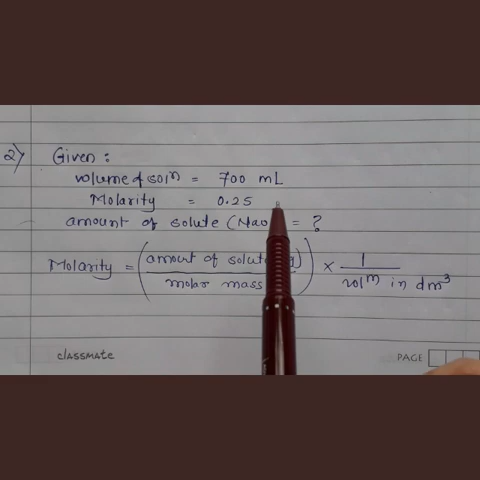 2) Given :
volume of solⁿ = 700 mL
Molarity = 0.25
amount of solute (Nao = ?
Molarity = ( amount of solute g) / molar mass ) × 1 / volᵐ in dm³
classmate PAGE